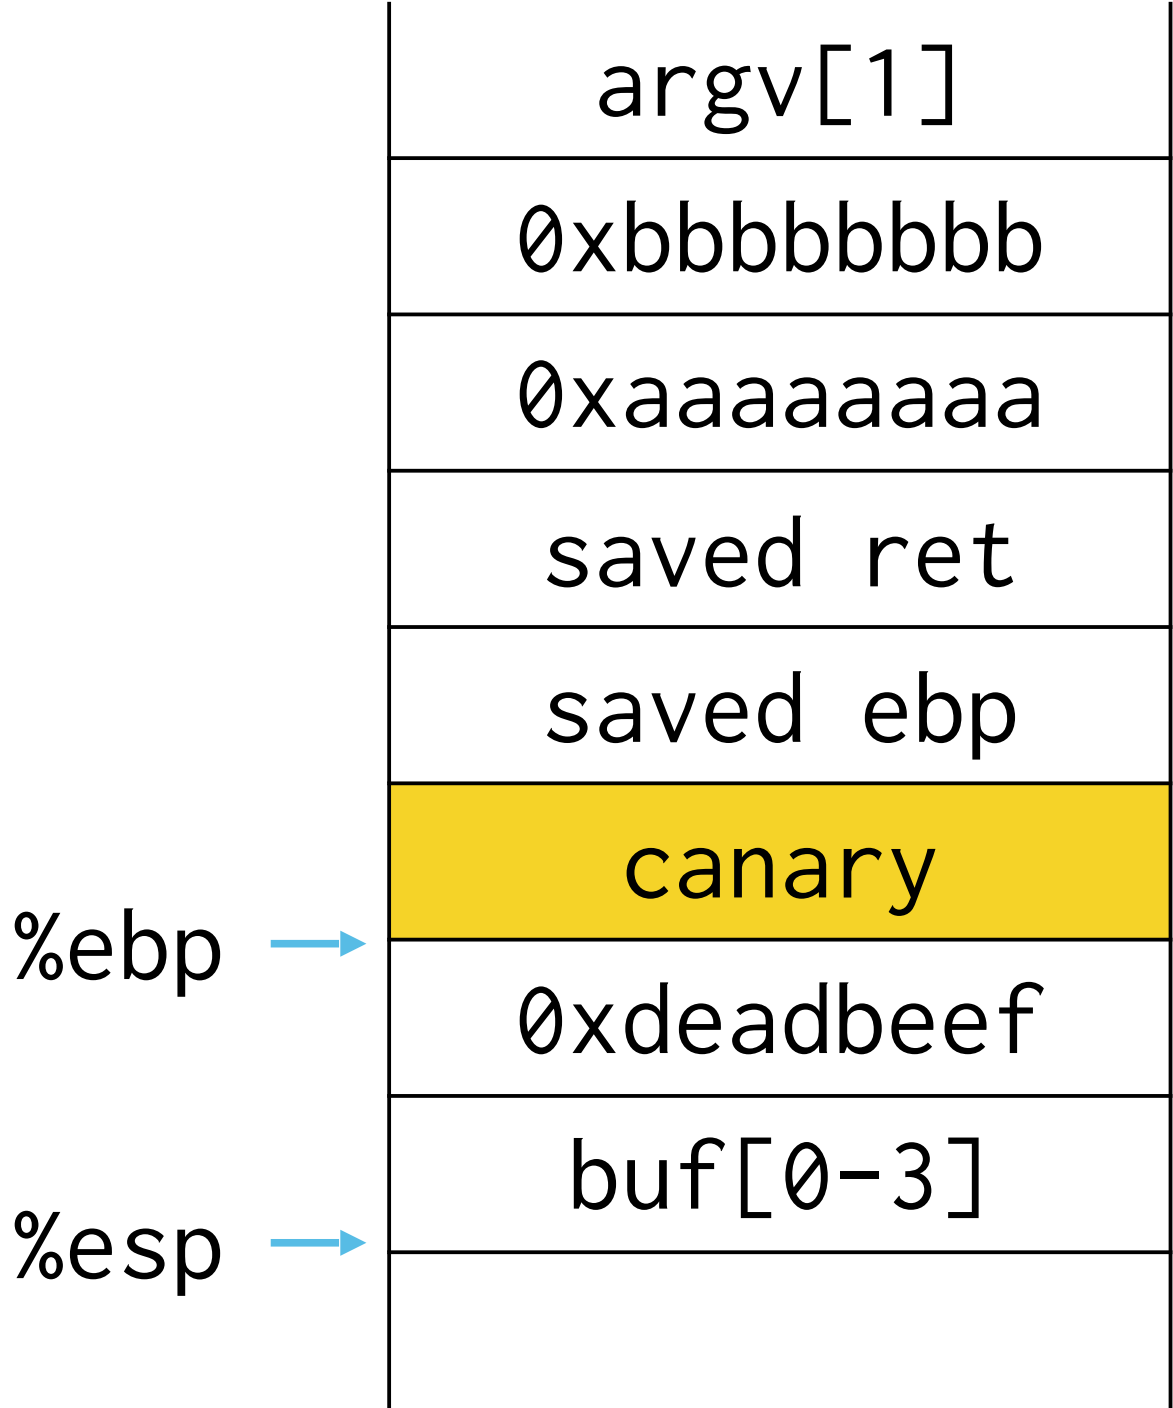 argv[1]
0xbbbbbbbb
0xaaaaaaaa
saved ret
saved ebp
canary
%ebp
0xdeadbeef
buf[0-3]
%esp